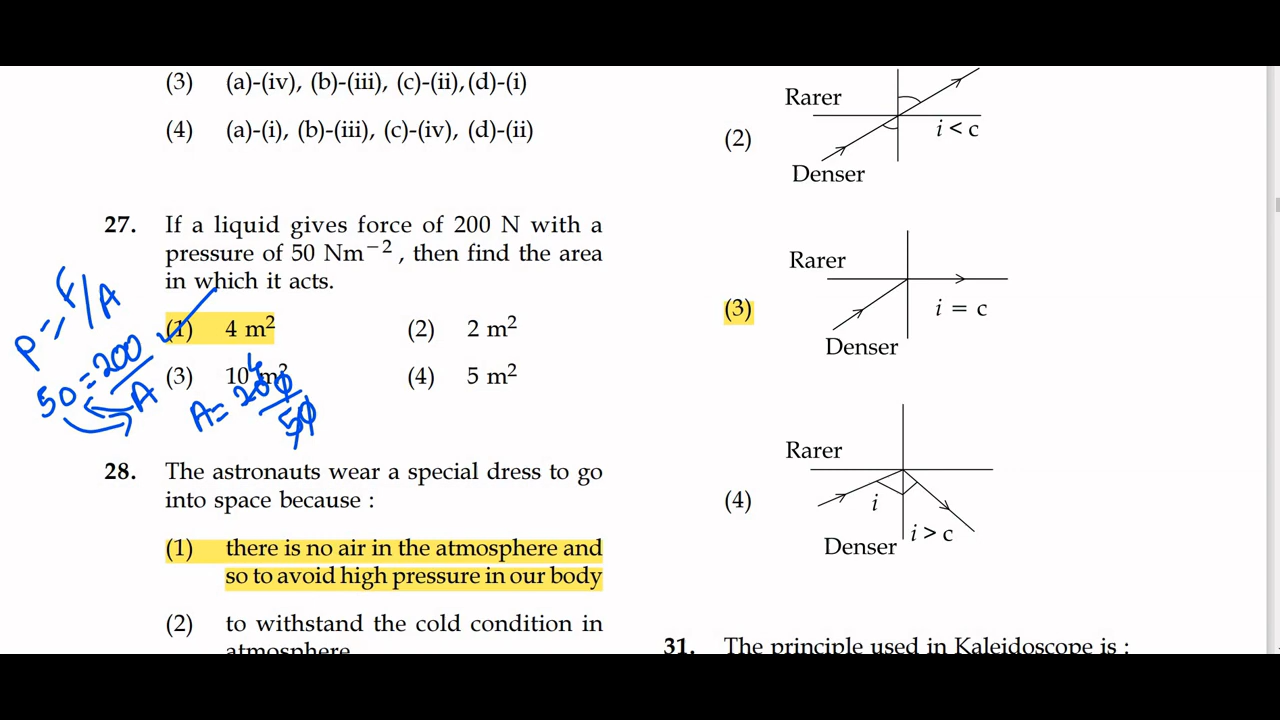 (3) (a)-(iv), (b)-(iii), (c)-(ii), (d)-(i)
(4) (a)-(i), (b)-(iii), (c)-(iv), (d)-(ii)
27. If a liquid gives force of 200 N with a
pressure of 50 Nm⁻², then find the area
in which it acts.
(1) 4 m² (2) 2 m²
(3) 10 m² (4) 5 m²
P = F/A
50 = 200/A
A = 200/50
4
28. The astronauts wear a special dress to go
into space because :
(1) there is no air in the atmosphere and
so to avoid high pressure in our body
(2) to withstand the cold condition in
atmosphere
(2)
Rarer
i < c
Denser
(3)
Rarer
i = c
Denser
(4)
Rarer
i
i > c
Denser
31. The principle used in Kaleidoscope is :